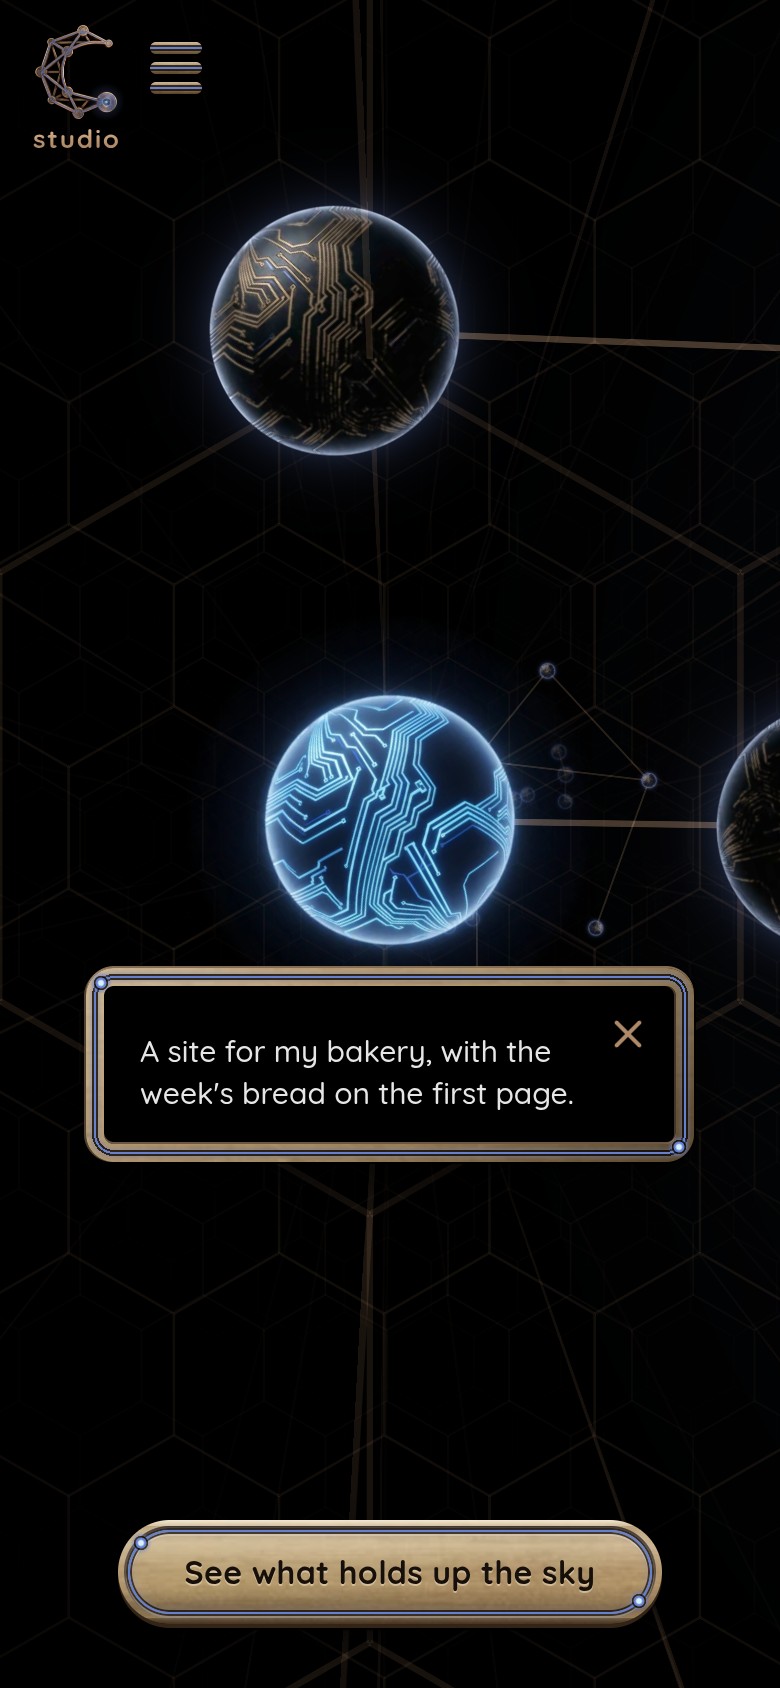 studio
A site for my bakery, with the
week's bread on the first page.
See what holds up the sky